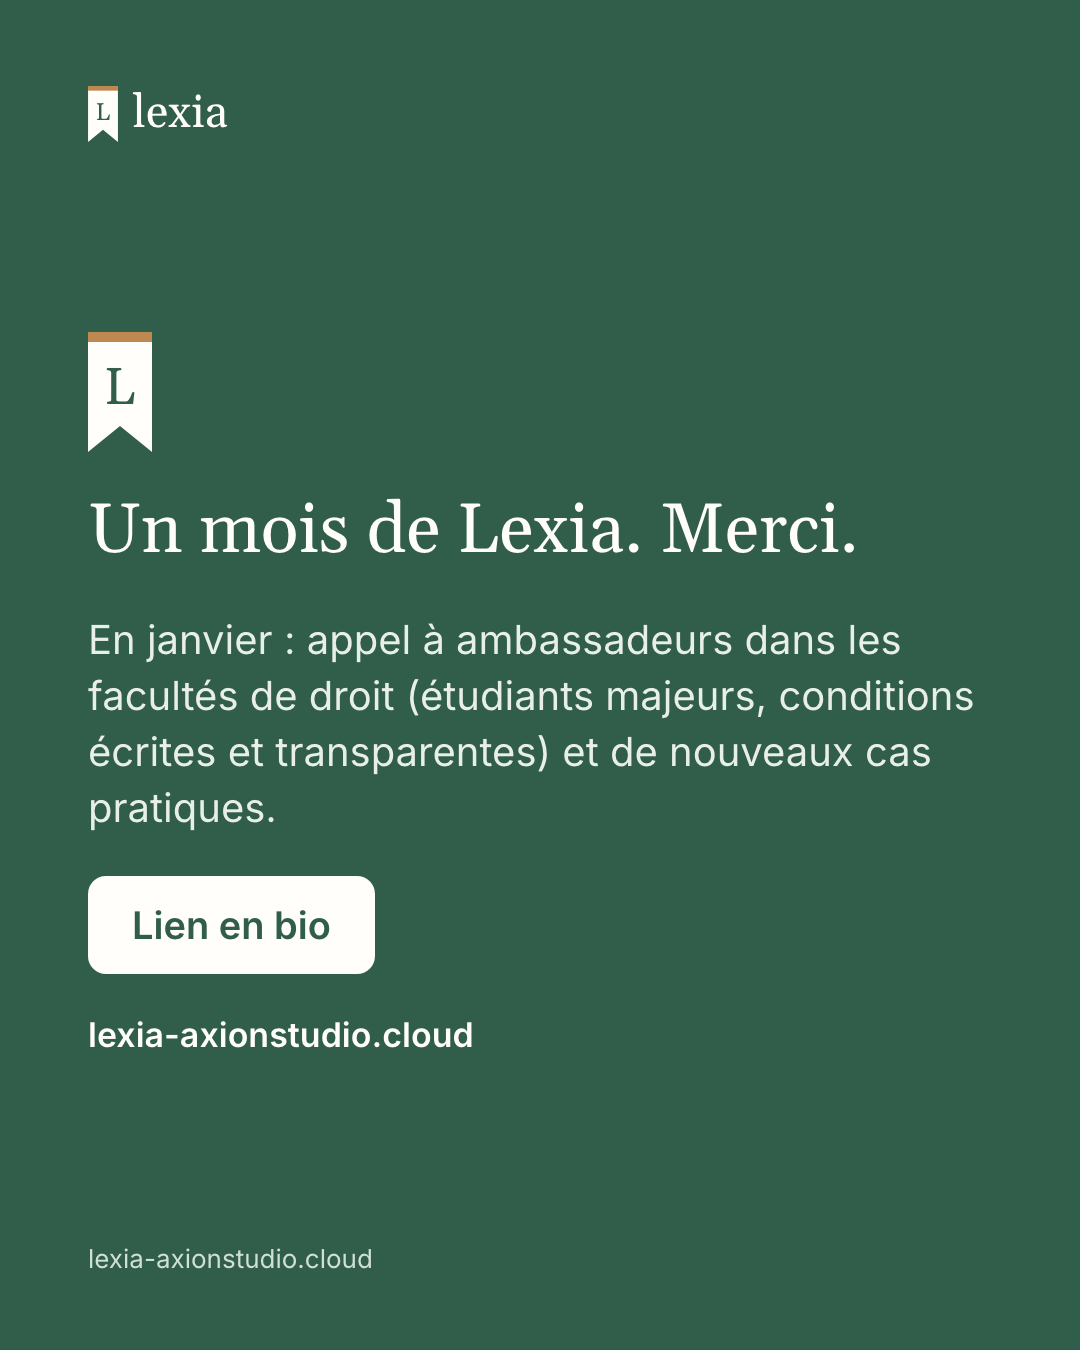 L lexia
L
Un mois de Lexia. Merci.
En janvier : appel à ambassadeurs dans les
facultés de droit (étudiants majeurs, conditions
écrites et transparentes) et de nouveaux cas
pratiques.
Lien en bio
lexia-axionstudio.cloud
lexia-axionstudio.cloud